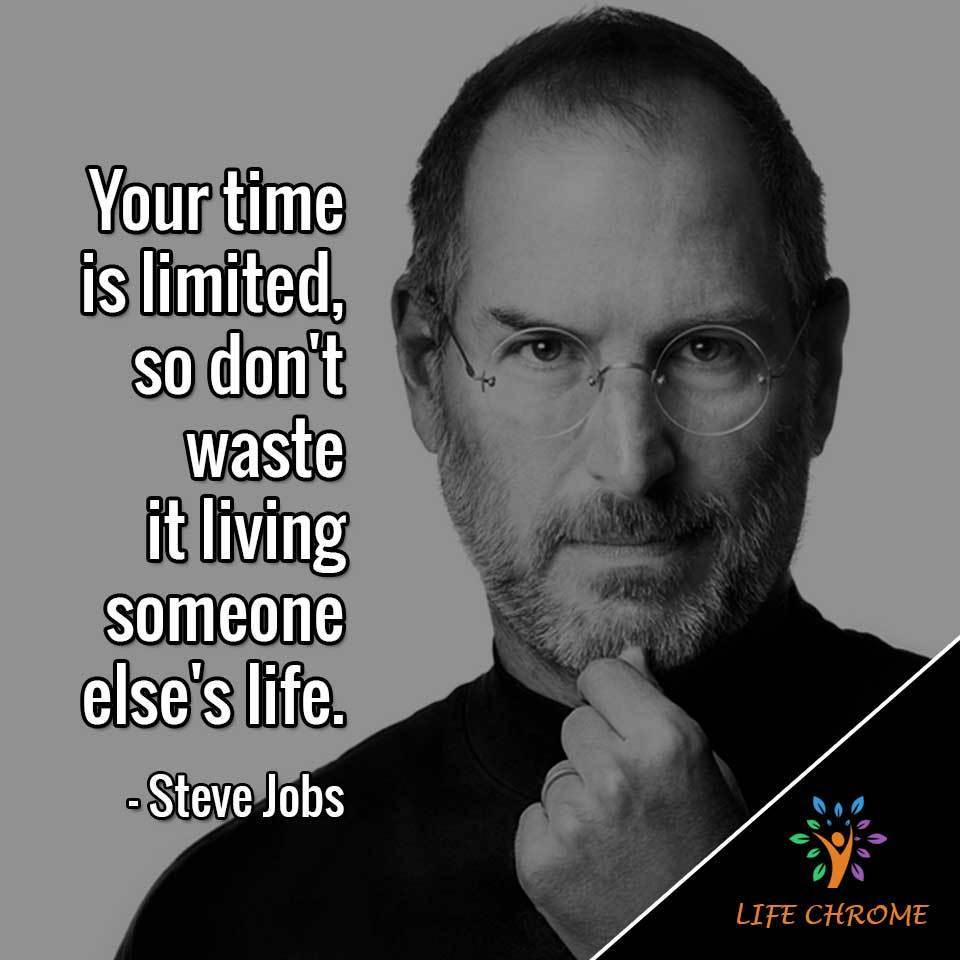 Your time
is limited,
so don't
waste
it living
someone
else's life.
- Steve Jobs
LIFE CHROME